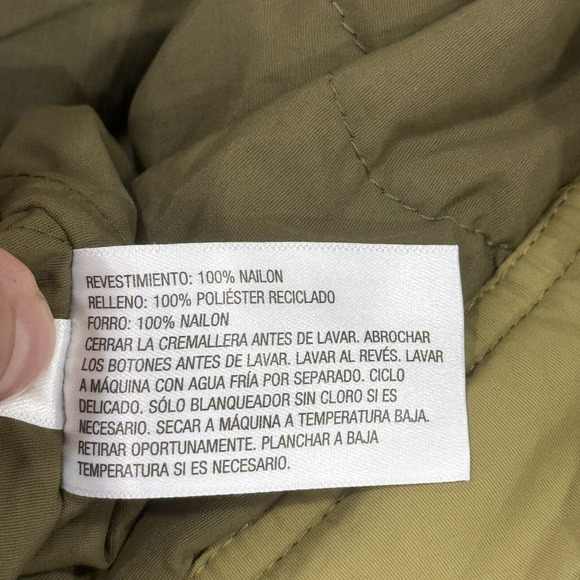 REVESTIMIENTO: 100% NAILON
RELLENO: 100% POLIÉSTER RECICLADO
FORRO: 100% NAILON
CERRAR LA CREMALLERA ANTES DE LAVAR. ABROCHAR
LOS BOTONES ANTES DE LAVAR. LAVAR AL REVÉS. LAVAR
A MÁQUINA CON AGUA FRÍA POR SEPARADO. CICLO
DELICADO. SÓLO BLANQUEADOR SIN CLORO SI ES
NECESARIO. SECAR A MÁQUINA A TEMPERATURA BAJA.
RETIRAR OPORTUNAMENTE. PLANCHAR A BAJA
TEMPERATURA SI ES NECESARIO.